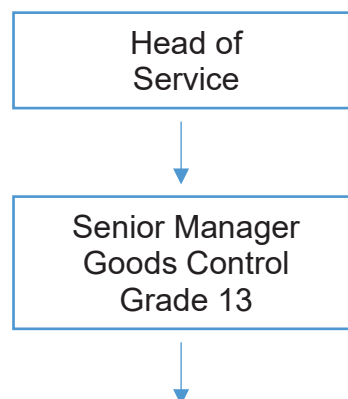 Head of
Service
Senior Manager
Goods Control
Grade 13